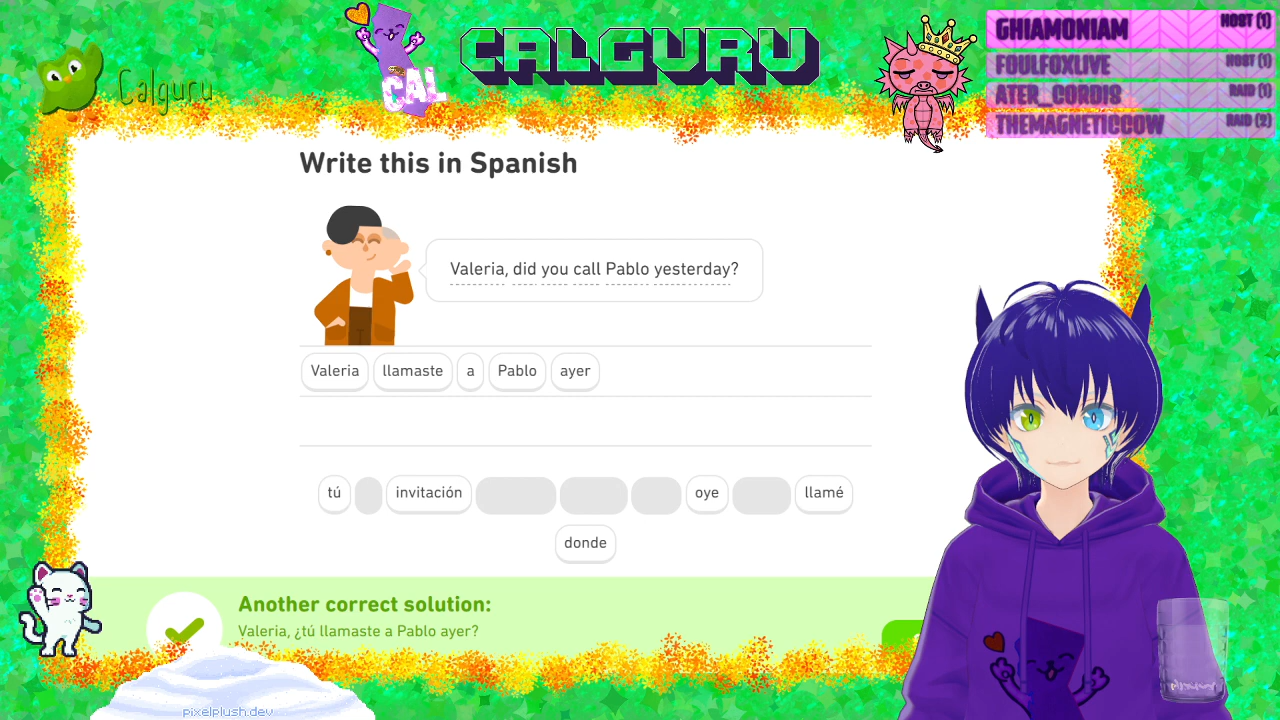 Calguru
CAL
CALGURU
GHIAMONIAM HOST (1)
FOULFOXLIVE HOST (1)
ATER_CORDIS RAID (1)
THEMAGNETICCOW RAID (2)
Write this in Spanish
Valeria, did you call Pablo yesterday?
Valeria llamaste a Pablo ayer
tú invitación oye llamé
donde
Another correct solution:
Valeria, ¿tú llamaste a Pablo ayer?
pixelplush.dev